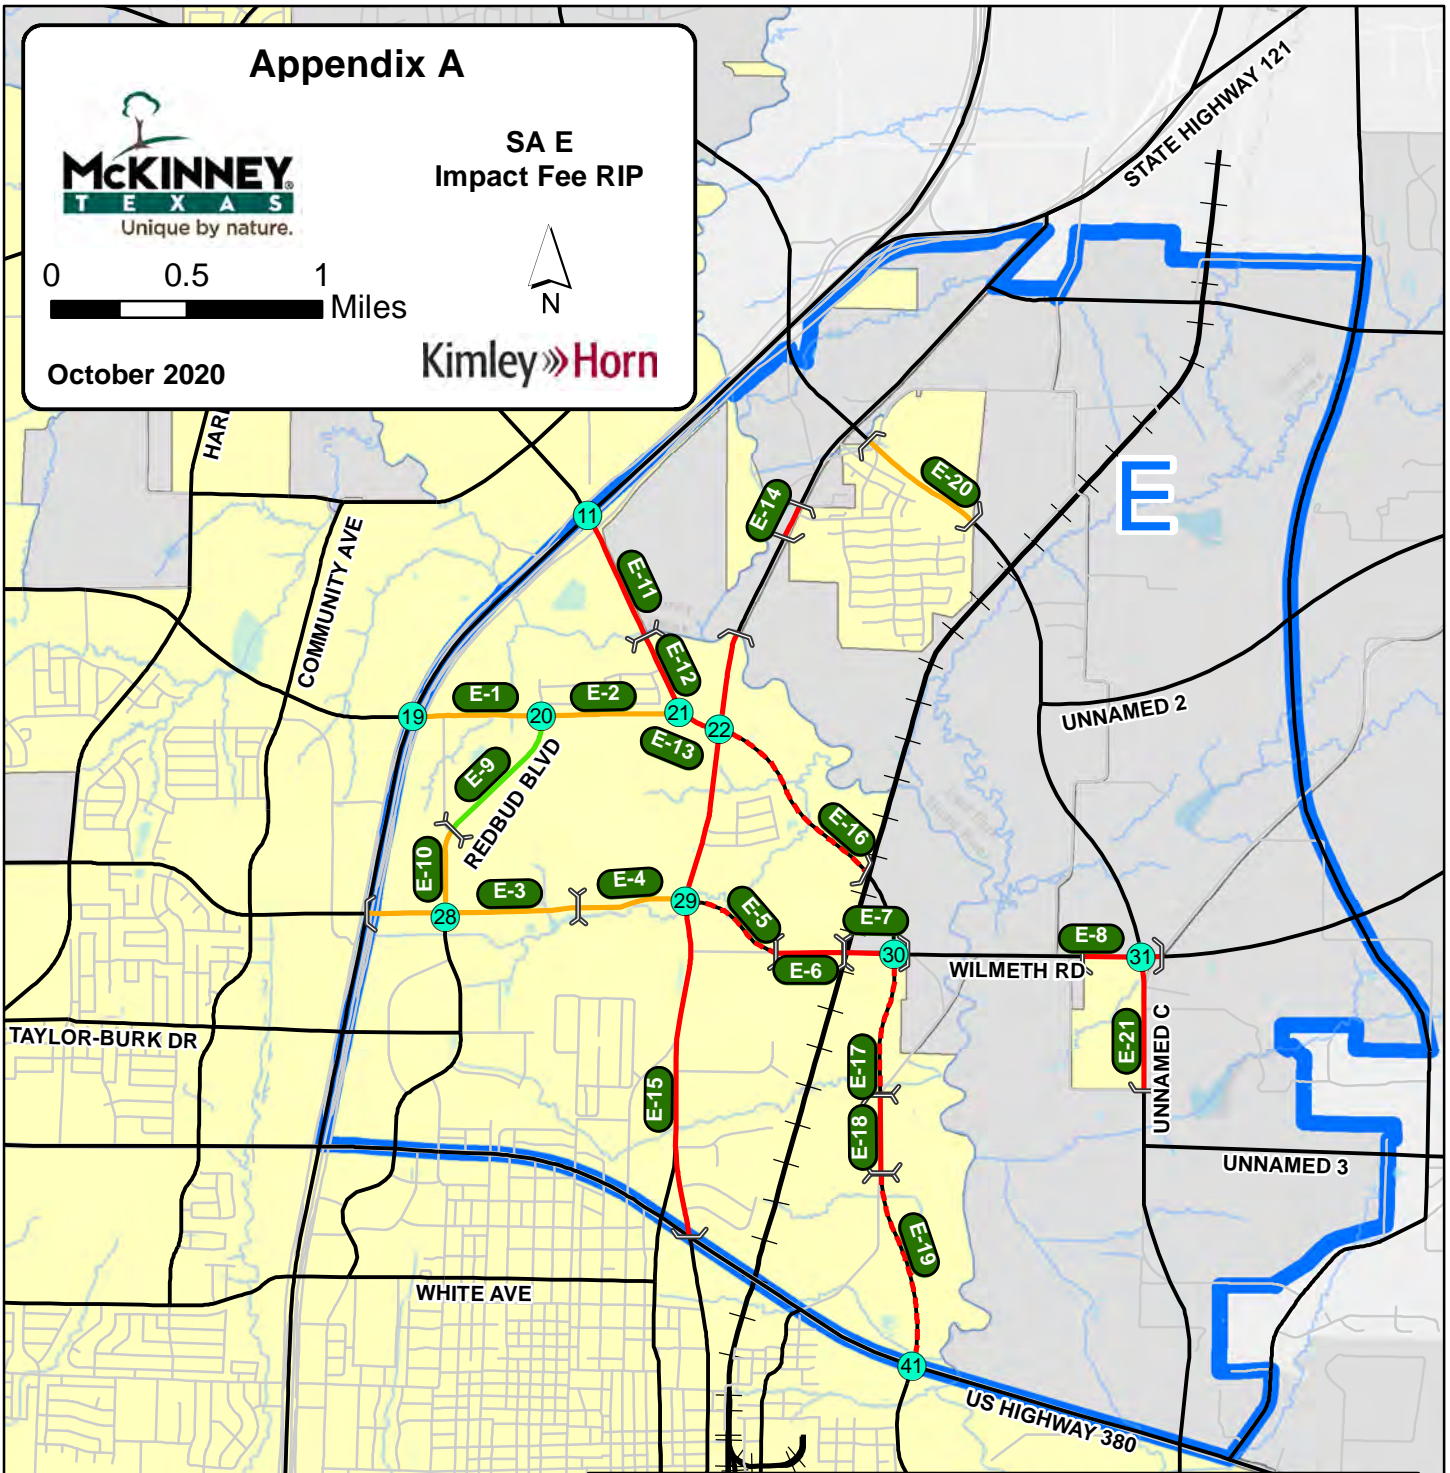 Appendix A
McKINNEY®
TEXAS
Unique by nature.
SA E
Impact Fee RIP
0 0.5 1
Miles
N
October 2020
Kimley»Horn
STATE HIGHWAY 121
COMMUNITY AVE
E
E-20
E-14
11
E-11
E-12
E-1
E-2
19
20
21
22
E-13
UNNAMED 2
E-9
REDBUD BLVD
E-16
E-10
E-3
E-4
28
29
E-5
E-7
E-6
30
E-8
31
WILMETH RD
TAYLOR-BURK DR
E-17
E-21
UNNAMED C
E-15
E-18
UNNAMED 3
E-19
WHITE AVE
41
US HIGHWAY 380